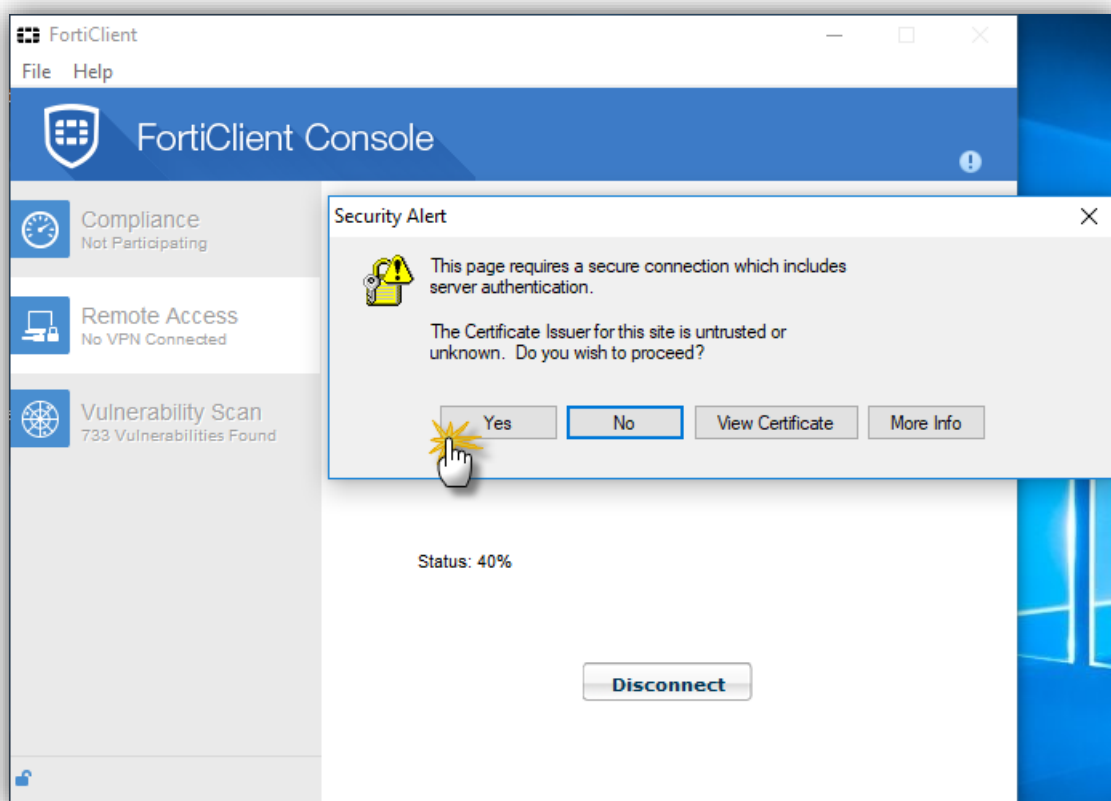 FortiClient
File Help
FortiClient Console
Compliance
Not Participating
Remote Access
No VPN Connected
Vulnerability Scan
733 Vulnerabilities Found
Security Alert
This page requires a secure connection which includes
server authentication.
The Certificate Issuer for this site is untrusted or
unknown. Do you wish to proceed?
Yes No View Certificate More Info
Status: 40%
Disconnect